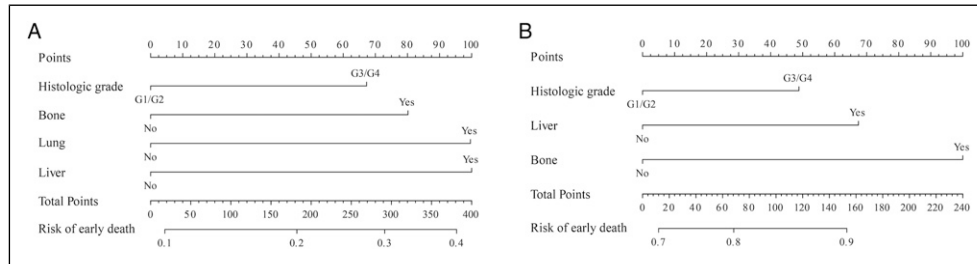 A
Points 0 10 20 30 40 50 60 70 80 90 100
G3/G4
Histologic grade
G1/G2
Yes
Bone
No
Yes
Lung
No
Yes
Liver
No
Total Points 0 50 100 150 200 250 300 350 400
Risk of early death
0.1 0.2 0.3 0.4
B
Points 0 10 20 30 40 50 60 70 80 90 100
G3/G4
Histologic grade
G1/G2
Yes
Liver
No
Yes
Bone
No
Total Points
0 20 40 60 80 100 120 140 160 180 200 220 240
Risk of early death
0.7 0.8 0.9